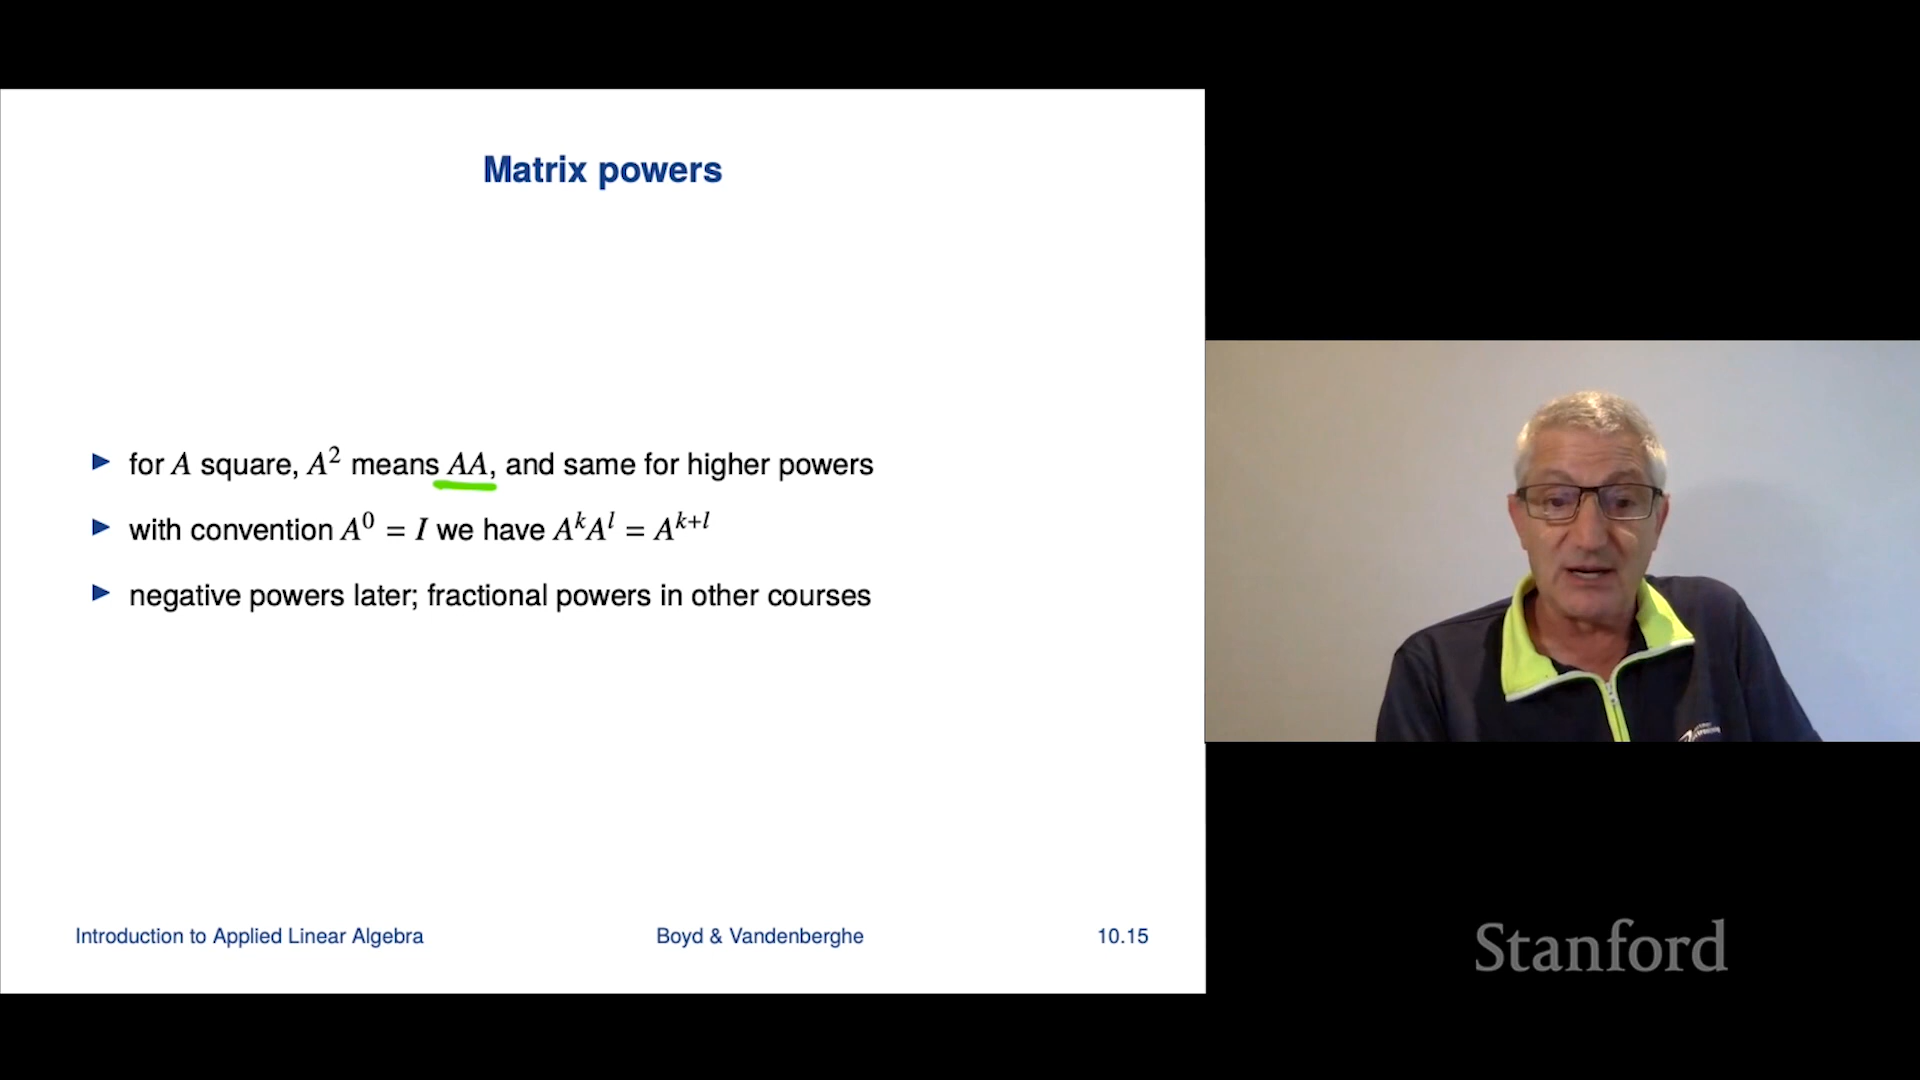 Matrix powers
► for A square, A² means AA, and same for higher powers
► with convention A⁰ = I we have AᵏAˡ = Aᵏ⁺ˡ
► negative powers later; fractional powers in other courses
Introduction to Applied Linear Algebra Boyd & Vandenberghe 10.15
Stanford